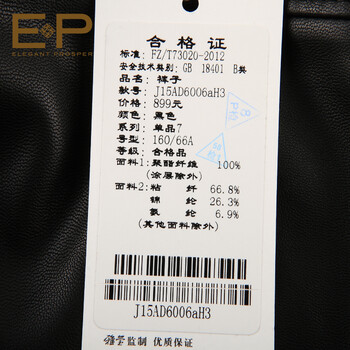 EP
ELEGANT PROSPER
合格证
标准: FZ/T73020-2012
安全技术类别: GB 18401 B类
品名: 裤子
款号: J15AD6006aH3
价格: 899元
颜色: 黑色
系列: 单品7
号型: 160/66A
等级: 合格品
面料1: 聚酯纤维 100%
(涂层除外)
面料2: 粘 纤 66.8%
锦 纶 26.3%
氨 纶 6.9%
(其他面料除外)
J15AD6006aH3
雅莹 监制 优质保证